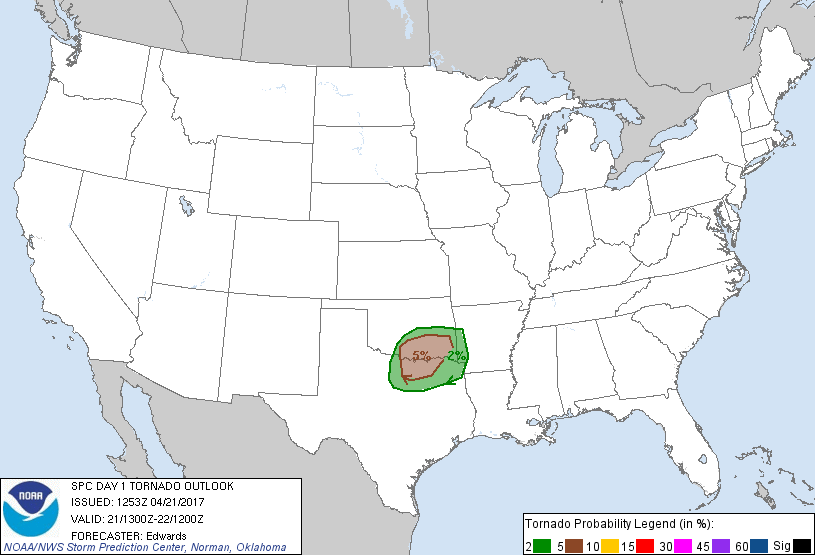 5%
2%
NOAA
SPC DAY 1 TORNADO OUTLOOK
ISSUED: 1253Z 04/21/2017
VALID: 21/1300Z-22/1200Z
FORECASTER: Edwards
NOAA/NWS Storm Prediction Center, Norman, Oklahoma
Tornado Probability Legend (in %):
2 5 10 15 30 45 60 Sig